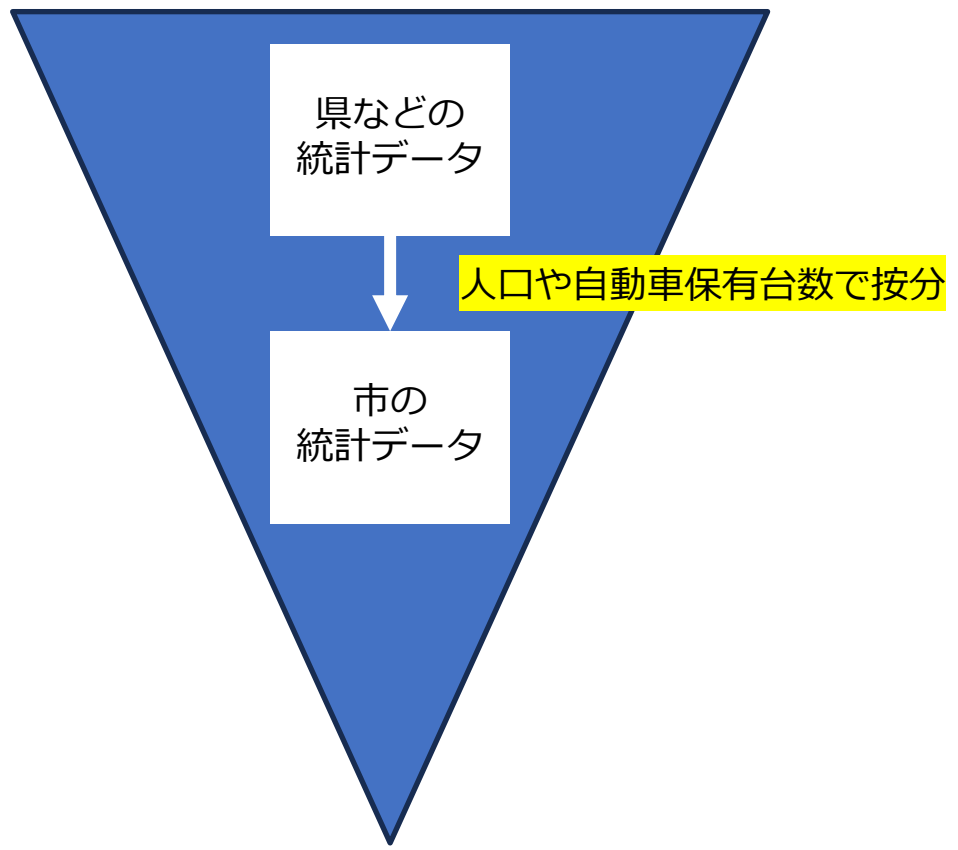 県などの
統計データ
人口や自動車保有台数で按分
市の
統計データ